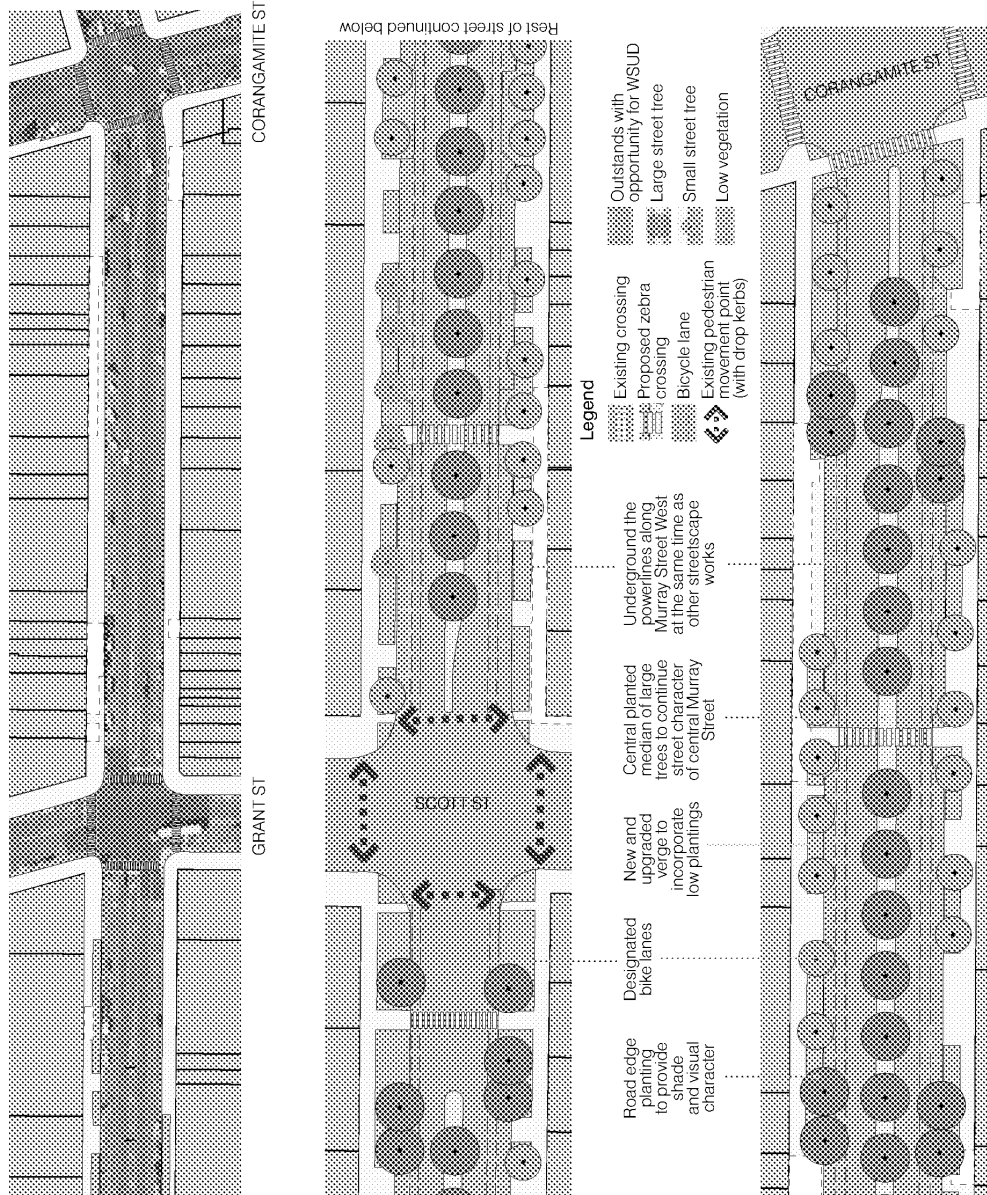 CORANGAMITE ST
GRANT ST
Rest of street continued below
SCOTT ST
Legend
Existing crossing
Proposed zebra
crossing
Bicycle lane
Existing pedestrian
movement point
(with drop kerbs)
Outstands with
opportunity for WSUD
Large street tree
Small street tree
Low vegetation
Road edge
planting
to provide
shade
and visual
character
Designated
bike lanes
New and
upgraded
verge to
incorporate
low plantings
Central planted
median of large
trees to continue
street character
of central Murray
Street
Underground the
powerlines along
Murray Street West
at the same time as
other streetscape
works
CORANGAMITE ST